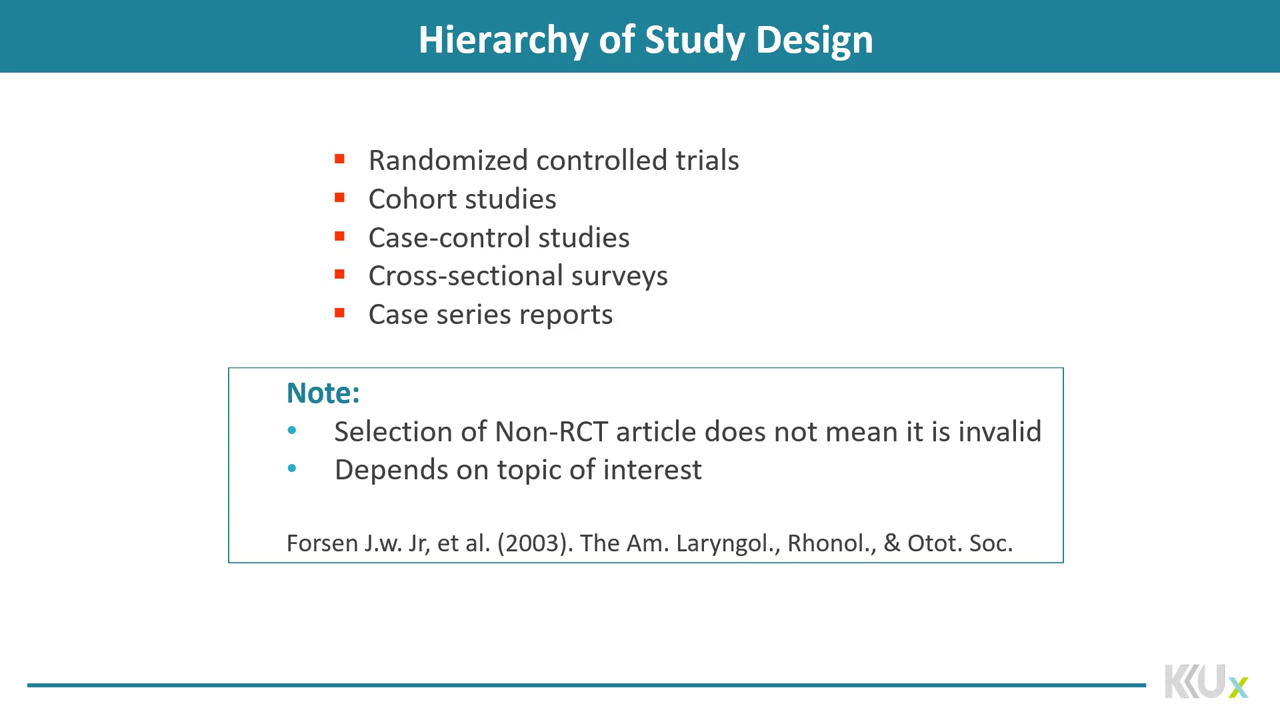 Hierarchy of Study Design
▪ Randomized controlled trials
▪ Cohort studies
▪ Case-control studies
▪ Cross-sectional surveys
▪ Case series reports
Note:
• Selection of Non-RCT article does not mean it is invalid
• Depends on topic of interest
Forsen J.w. Jr, et al. (2003). The Am. Laryngol., Rhonol., & Otot. Soc.
KKUx